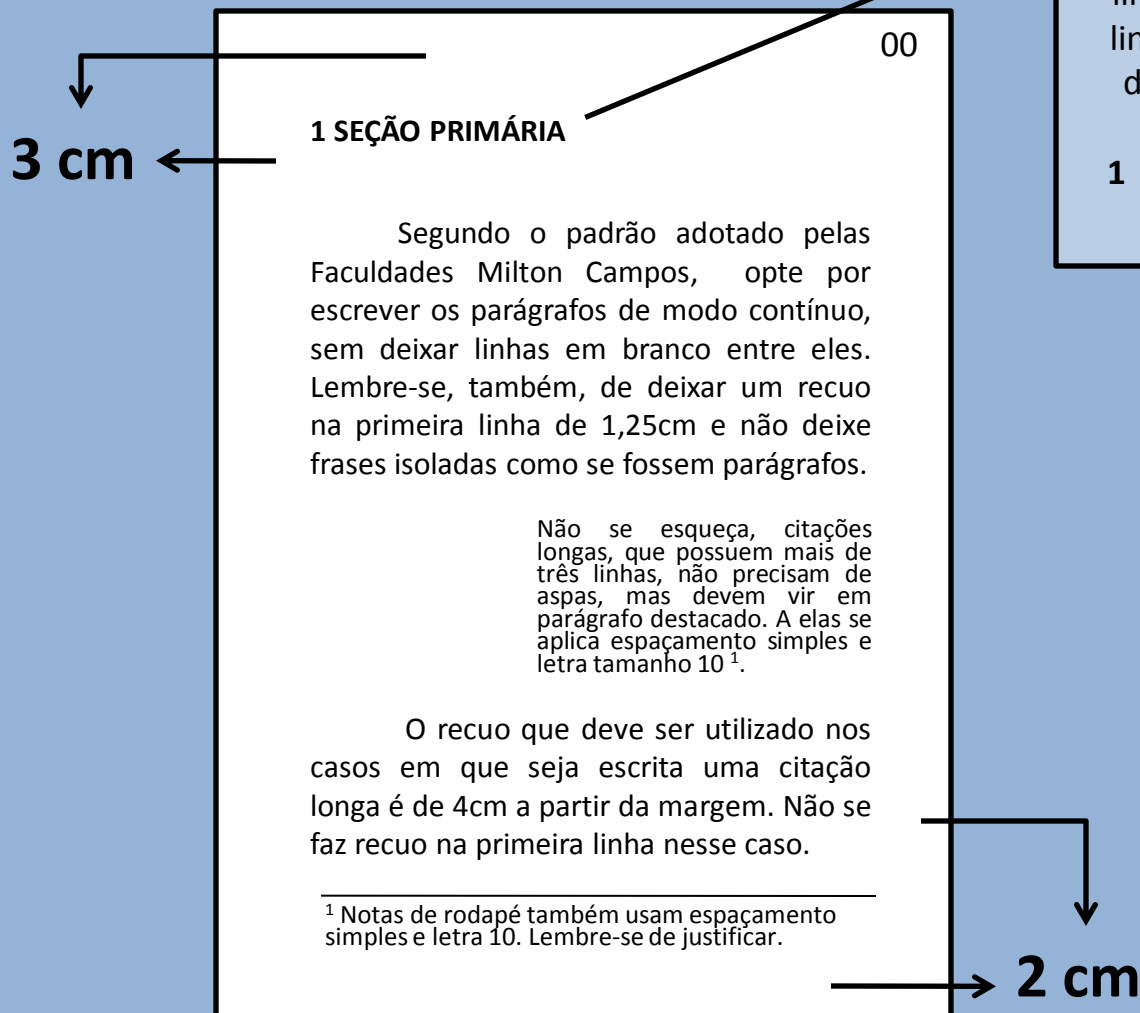 00
1 SEÇÃO PRIMÁRIA
3 cm
Segundo o padrão adotado pelas
Faculdades Milton Campos, opte por
escrever os parágrafos de modo contínuo,
sem deixar linhas em branco entre eles.
Lembre-se, também, de deixar um recuo
na primeira linha de 1,25cm e não deixe
frases isoladas como se fossem parágrafos.
Não se esqueça, citações
longas, que possuem mais de
três linhas, não precisam de
aspas, mas devem vir em
parágrafo destacado. A elas se
aplica espaçamento simples e
letra tamanho 10 ¹.
O recuo que deve ser utilizado nos
casos em que seja escrita uma citação
longa é de 4cm a partir da margem. Não se
faz recuo na primeira linha nesse caso.
¹ Notas de rodapé também usam espaçamento
simples e letra 10. Lembre-se de justificar.
2 cm
1